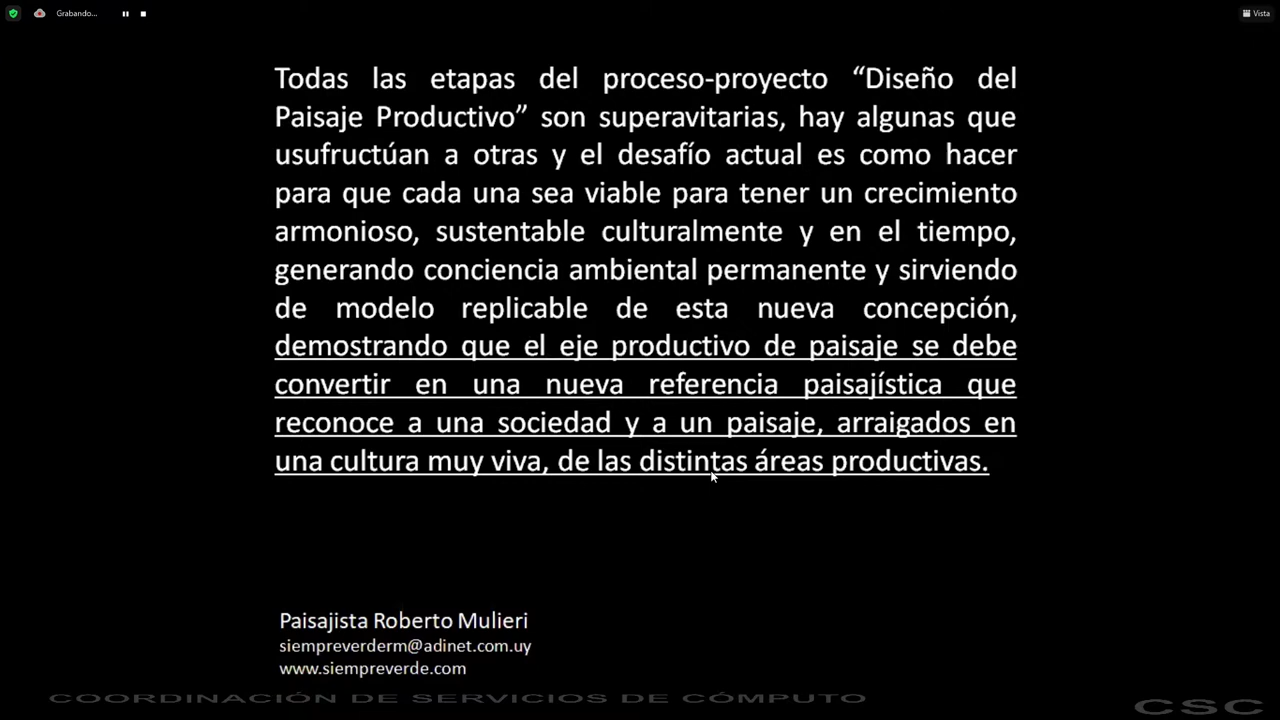 Grabando...
Vista
Todas las etapas del proceso-proyecto “Diseño del
Paisaje Productivo” son superavitarias, hay algunas que
usufructúan a otras y el desafío actual es como hacer
para que cada una sea viable para tener un crecimiento
armonioso, sustentable culturalmente y en el tiempo,
generando conciencia ambiental permanente y sirviendo
de modelo replicable de esta nueva concepción,
demostrando que el eje productivo de paisaje se debe
convertir en una nueva referencia paisajística que
reconoce a una sociedad y a un paisaje, arraigados en
una cultura muy viva, de las distintas áreas productivas.
Paisajista Roberto Mulieri
siempreverderm@adinet.com.uy
www.siempreverde.com
COORDINACIÓN DE SERVICIOS DE CÓMPUTO
CSC